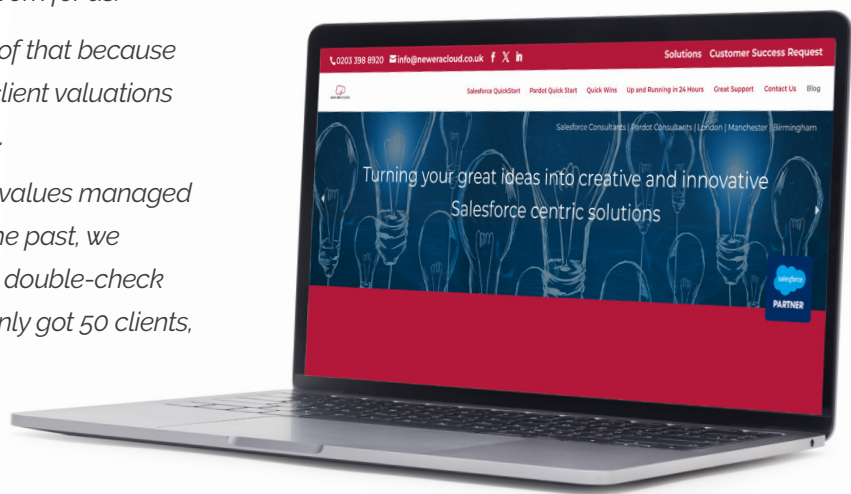 of that because
client valuations
values managed
he past, we
double-check
nly got 50 clients,
0203 398 8920 info@neweracloud.co.uk f X in
Solutions Customer Success Request
Salesforce QuickStart Pardot Quick Start Quick Wins Up and Running in 24 Hours Great Support Contact Us Blog
Salesforce Consultants | Pardot Consultants | London | Manchester | Birmingham
Turning your great ideas into creative and innovative
Salesforce centric solutions
salesforce
PARTNER